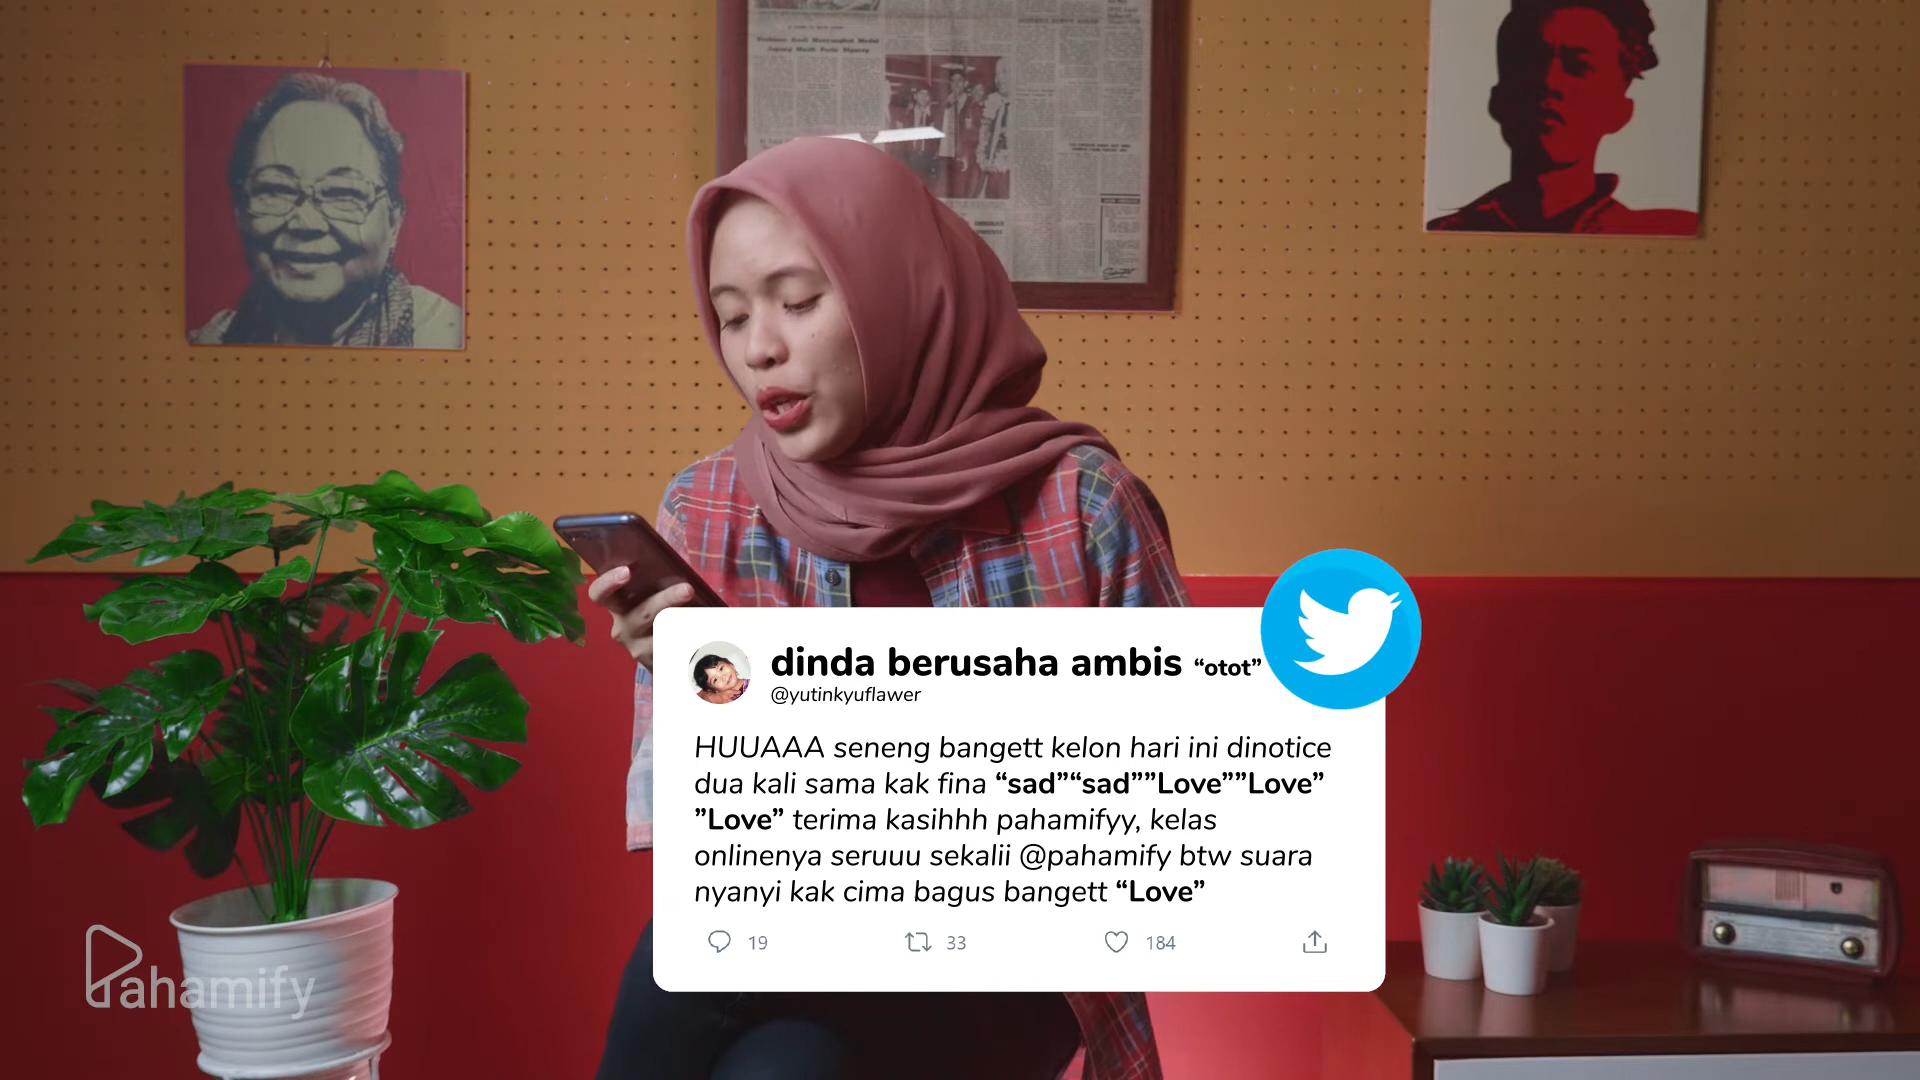 dinda berusaha ambis “otot”
@yutinkyuflawer
HUUAAA seneng bangett kelon hari ini dinotice
dua kali sama kak fina “sad”“sad””Love””Love”
”Love” terima kasihhh pahamifyy, kelas
onlinenya seruuu sekalii @pahamify btw suara
nyanyi kak cima bagus bangett “Love”
19 33 184
Pahamify